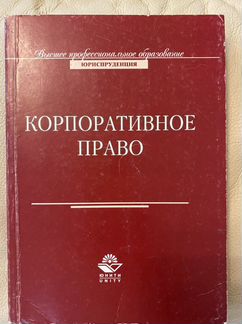 Высшее профессиональное образование
ЮРИСПРУДЕНЦИЯ
КОРПОРАТИВНОЕ
ПРАВО
ЮНИТИ
UNITY